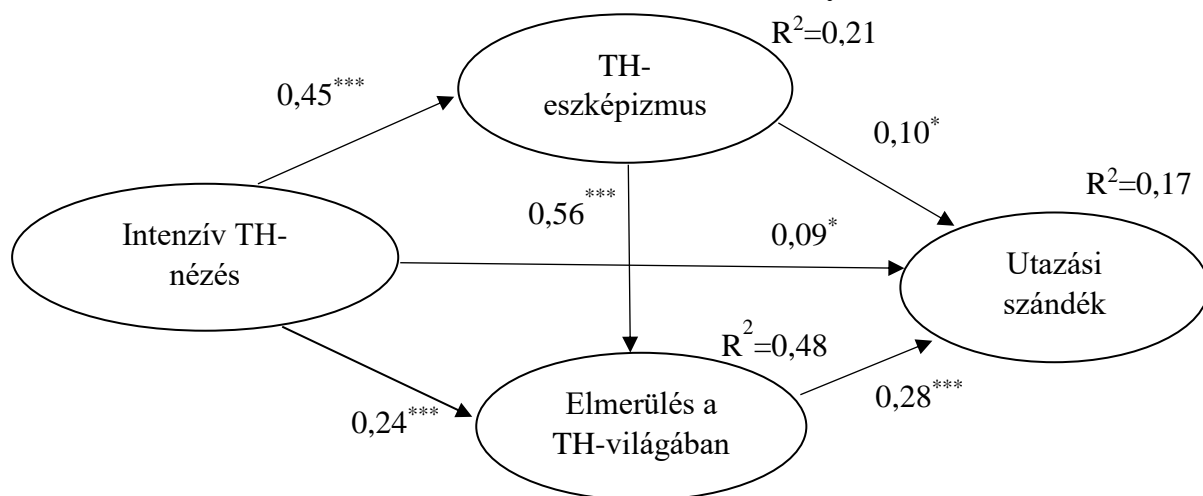 R²=0,21
TH-
eszképizmus
0,45***
0,10*
R²=0,17
0,56***
Intenzív TH-
nézés
0,09*
Utazási
szándék
R²=0,48
0,24***
Elmerülés a
TH-világában
0,28***